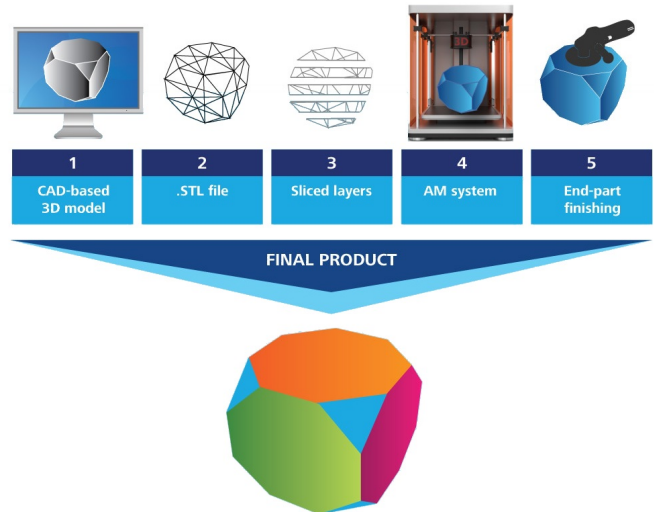 3D
1
2
3
4
5
CAD-based
3D model
.STL file
Sliced layers
AM system
End-part
finishing
FINAL PRODUCT